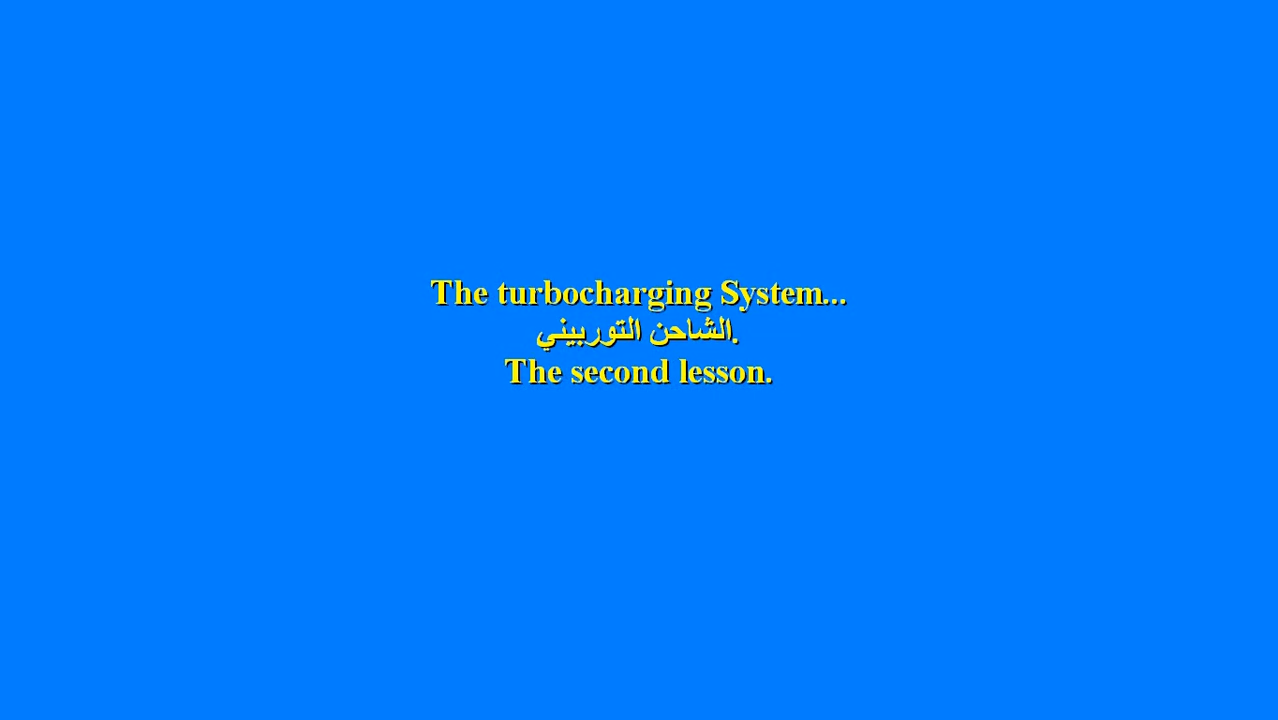 The turbocharging System...
الشاحن التوربيني.
The second lesson.